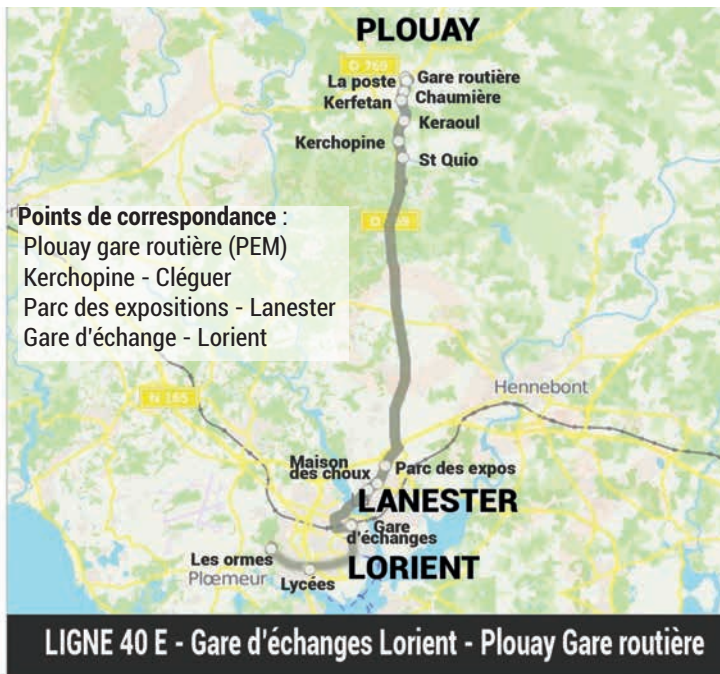 PLOUAY
D 769
La poste
Gare routière
Kerfetan
Chaumière
Keraoul
Kerchopine
St Quio
Points de correspondance :
Plouay gare routière (PEM)
Kerchopine - Cléguer
Parc des expositions - Lanester
Gare d'échange - Lorient
Hennebont
Maison
des choux
Parc des expos
LANESTER
Gare
d'échanges
Les ormes
Plœmeur
LORIENT
Lycées
LIGNE 40 E - Gare d'échanges Lorient - Plouay Gare routière